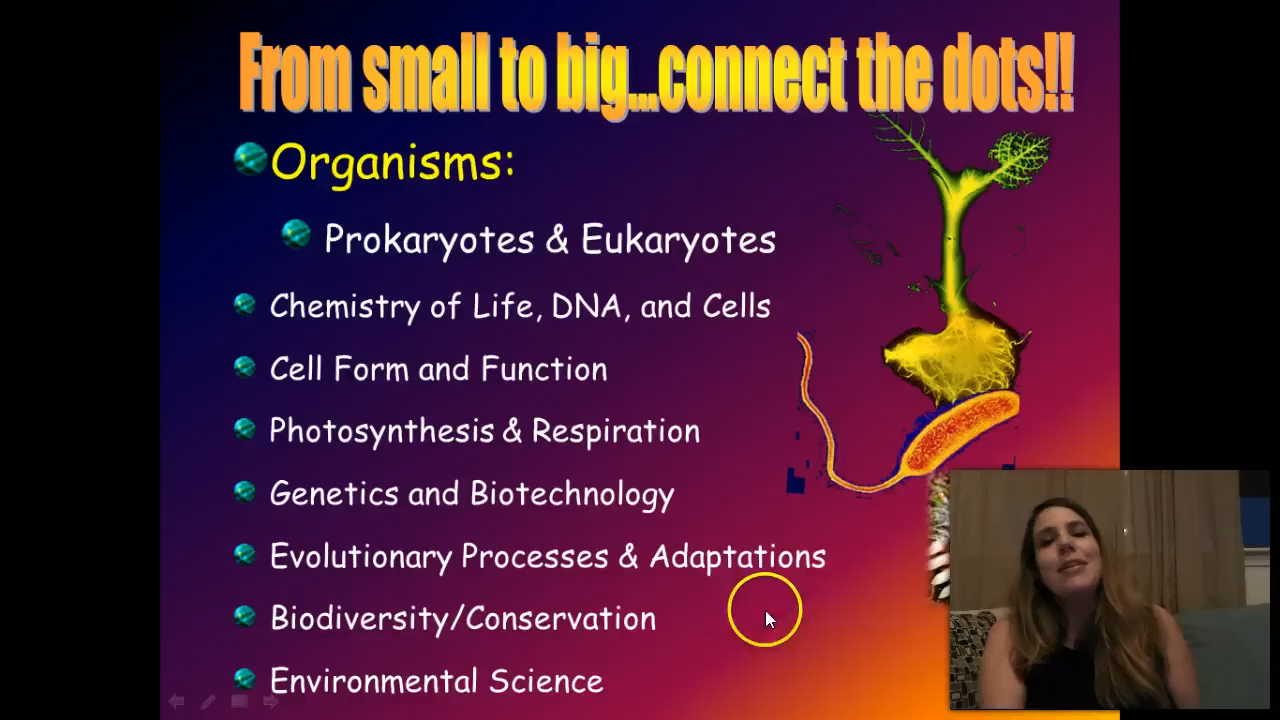 From small to big...connect the dots!!
Organisms:
Prokaryotes & Eukaryotes
Chemistry of Life, DNA, and Cells
Cell Form and Function
Photosynthesis & Respiration
Genetics and Biotechnology
Evolutionary Processes & Adaptations
Biodiversity/Conservation
Environmental Science